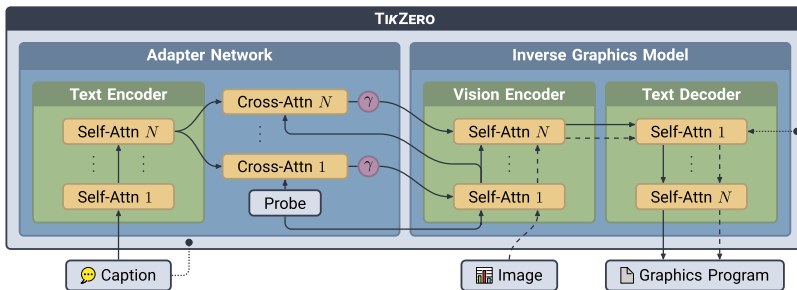 TIKZERO
Adapter Network
Inverse Graphics Model
Text Encoder
Self-Attn N
Self-Attn 1
Cross-Attn N
γ
Cross-Attn 1
γ
Probe
Vision Encoder
Self-Attn N
Self-Attn 1
Text Decoder
Self-Attn 1
Self-Attn N
Caption
Image
Graphics Program